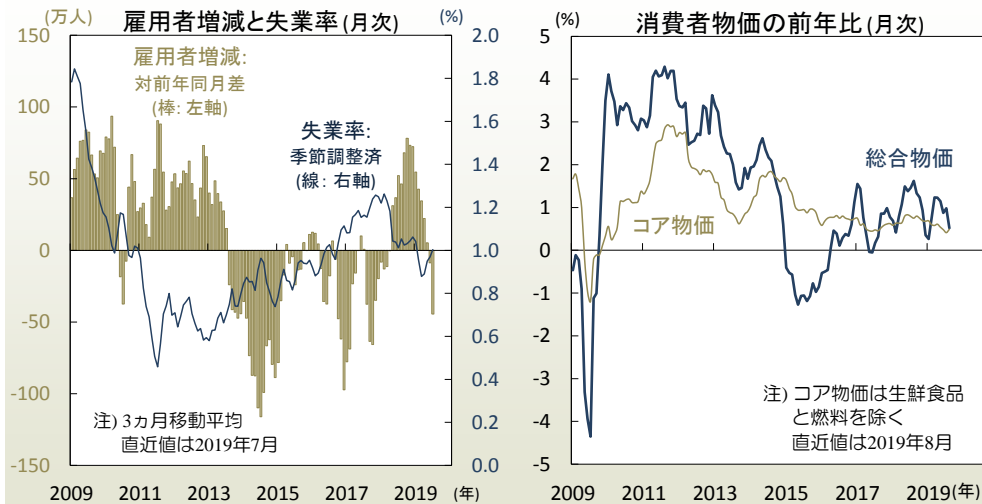 雇用者増減と失業率(月次)
(万人)
(%)
雇用者増減:
対前年同月差
(棒: 左軸)
失業率:
季節調整済
(線: 右軸)
150
100
50
0
-50
-100
-150
2.0
1.8
1.6
1.4
1.2
1.0
0.8
0.6
0.4
0.2
0.0
注) 3ヵ月移動平均
直近値は2019年7月
2009 2011 2013 2015 2017 2019 (年)
消費者物価の前年比(月次)
(%)
5
4
3
2
1
0
-1
-2
-3
-4
-5
総合物価
コア物価
注) コア物価は生鮮食品
と燃料を除く
直近値は2019年8月
2009 2011 2013 2015 2017 2019(年)